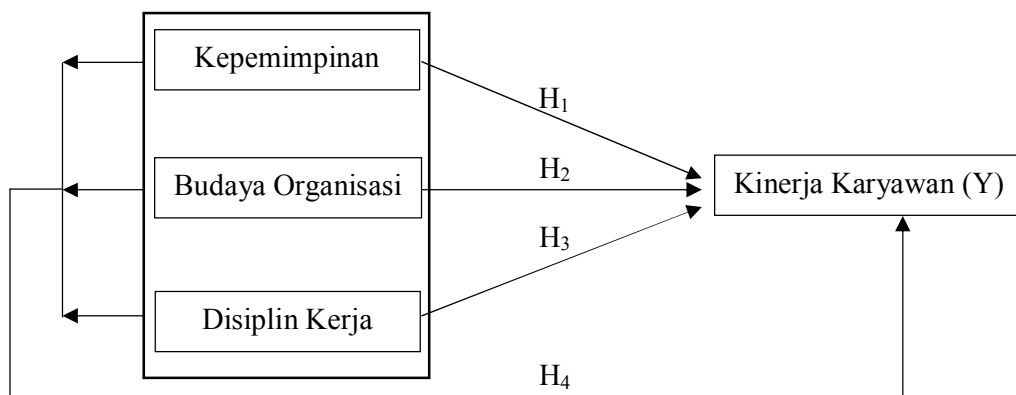 Kepemimpinan
H₁
Budaya Organisasi
H₂
Kinerja Karyawan (Y)
H₃
Disiplin Kerja
H₄